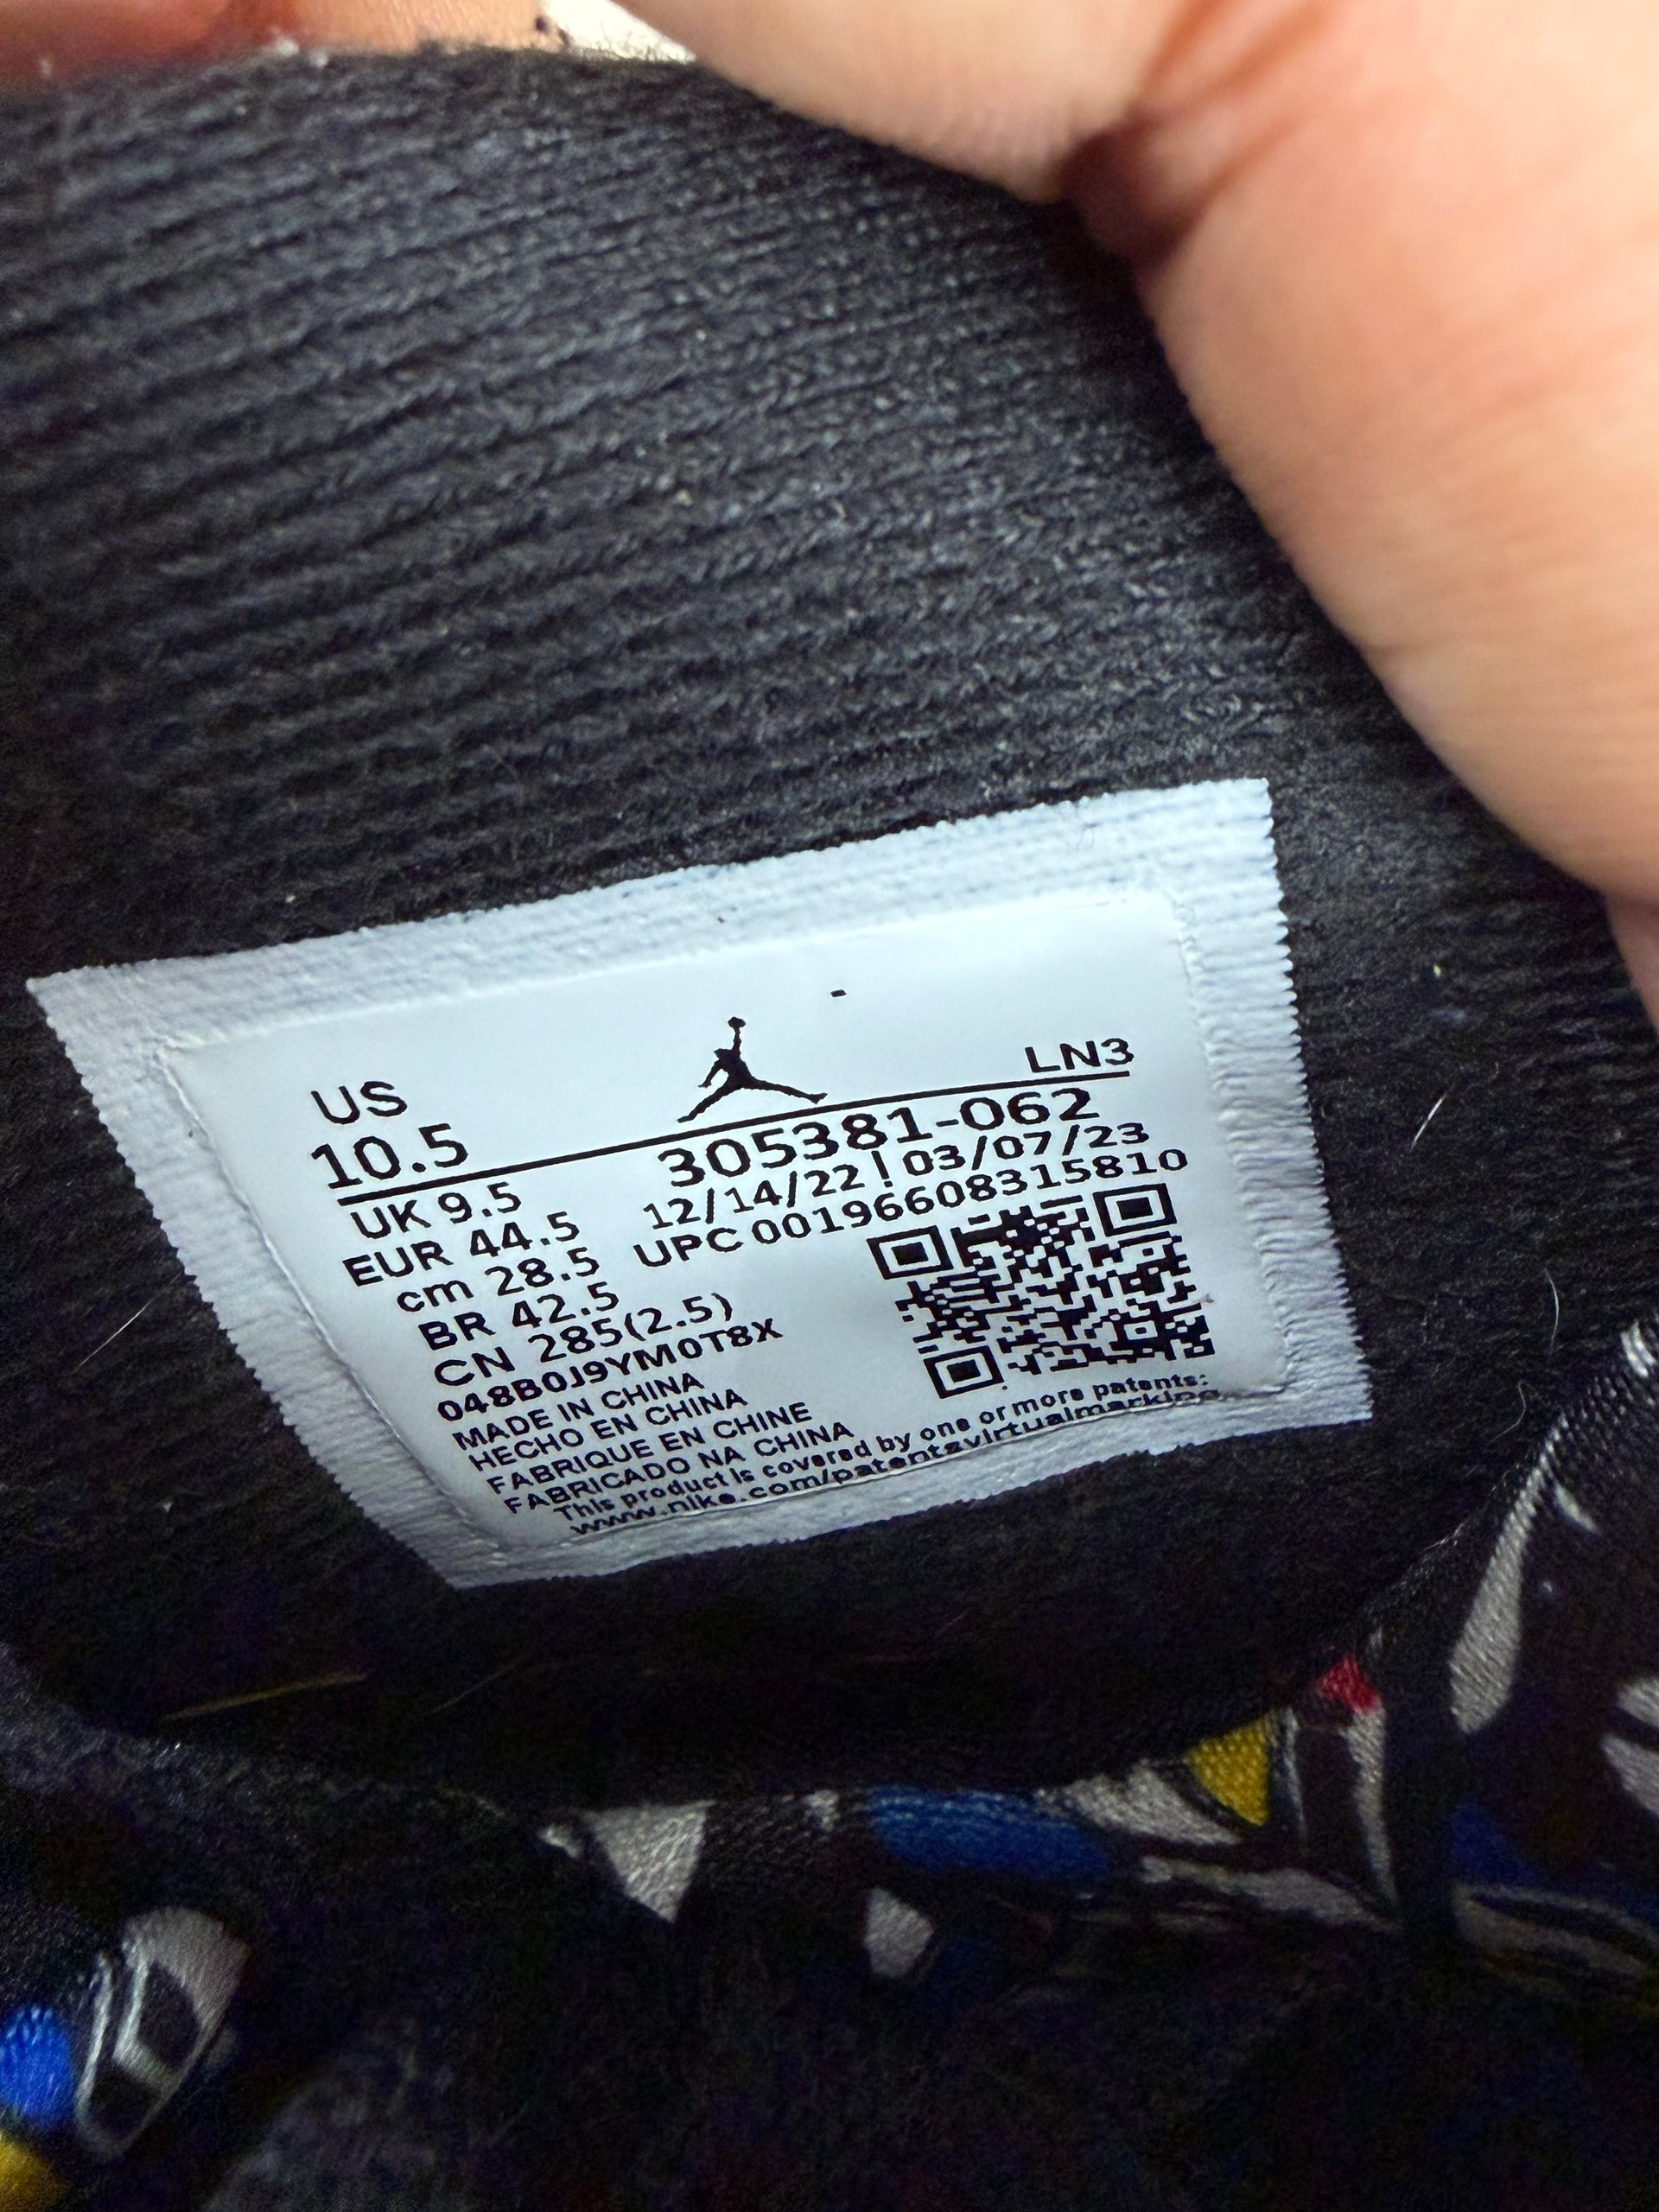 US
10.5
LN3
UK 9.5
EUR 44.5
cm 28.5
BR 42.5
CN 285(2.5)
048B0J9YM0T8X
305381-062
12/14/22 ! 03/07/23
UPC 00196608315810
MADE IN CHINA
HECHO EN CHINA
FABRIQUE EN CHINE
FABRICADO NA CHINA
This product is covered by one or more patents:
www.nike.com/patentsvirtualmarking